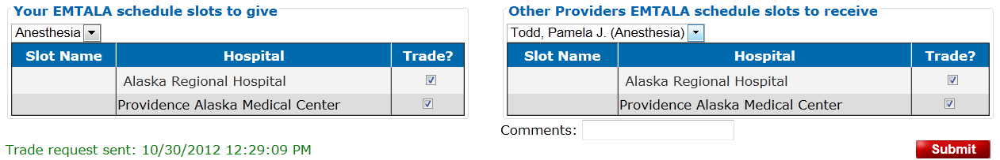 Your EMTALA schedule slots to give
Anesthesia
Slot Name Hospital Trade?
Alaska Regional Hospital
Providence Alaska Medical Center
Trade request sent: 10/30/2012 12:29:09 PM
Other Providers EMTALA schedule slots to receive
Todd, Pamela J. (Anesthesia)
Slot Name Hospital Trade?
Alaska Regional Hospital
Providence Alaska Medical Center
Comments:
Submit